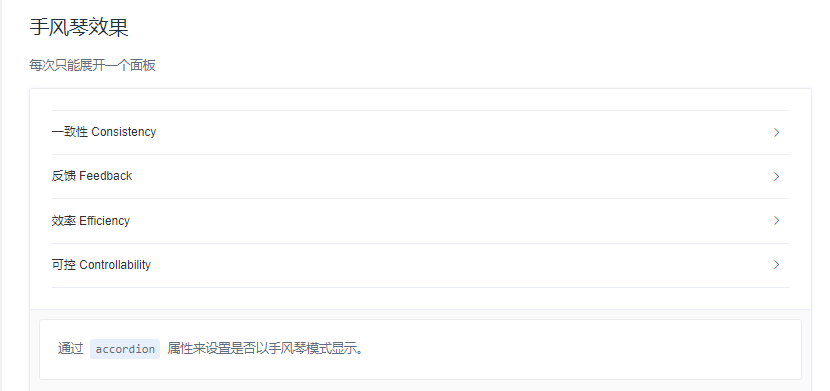 手风琴效果
每次只能展开一个面板
一致性 Consistency
反馈 Feedback
效率 Efficiency
可控 Controllability
通过 accordion 属性来设置是否以手风琴模式显示。